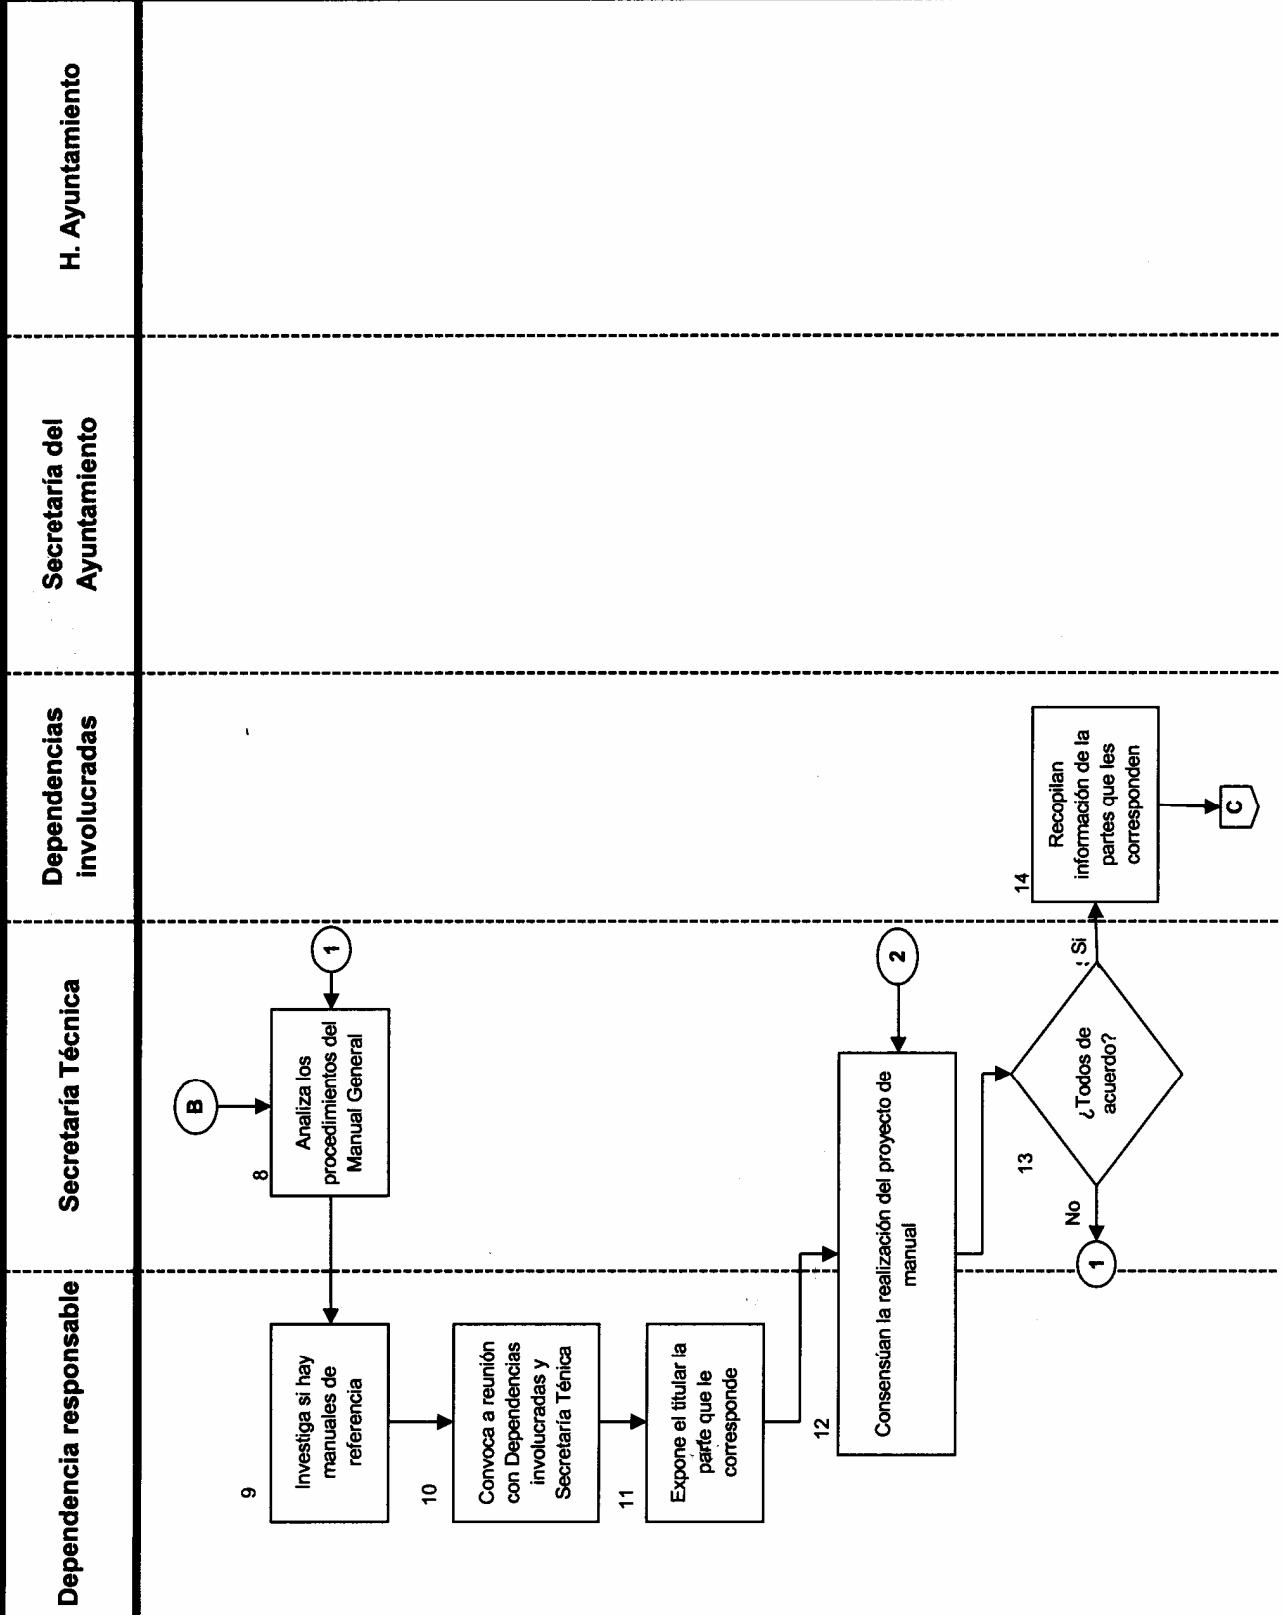 Dependencia responsable
Secretaría Técnica
Dependencias
involucradas
Secretaría del
Ayuntamiento
H. Ayuntamiento
B
8
Analiza los
procedimientos del
Manual General
1
9
Investiga si hay
manuales de
referencia
10
Convoca a reunión
con Dependencias
involucradas y
Secretaría Ténica
11
Expone el titular la
parte que le
corresponde
2
12
Consensúan la realización del proyecto de
manual
13
¿Todos de
acuerdo?
No
1
Si
14
Recopilan
información de la
partes que les
corresponden
C